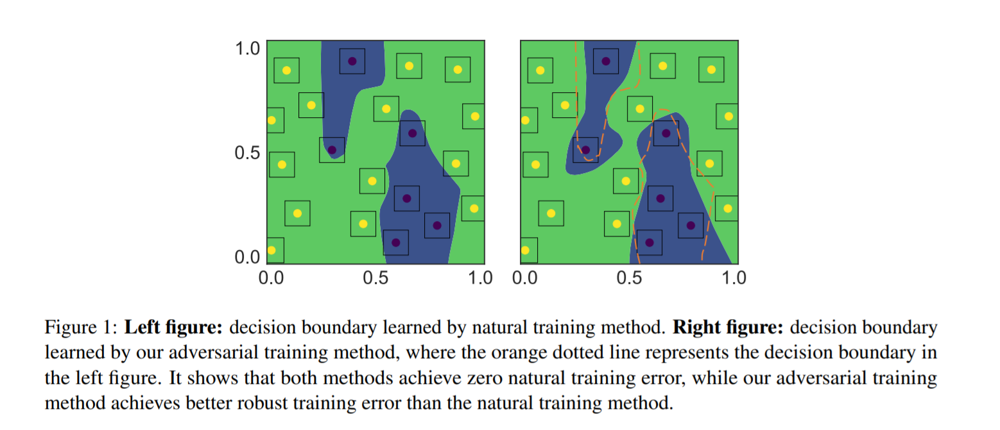 1.0
0.5
0.0
0.0 0.5 1.0 0.0 0.5 1.0
Figure 1: Left figure: decision boundary learned by natural training method. Right figure: decision boundary
learned by our adversarial training method, where the orange dotted line represents the decision boundary in
the left figure. It shows that both methods achieve zero natural training error, while our adversarial training
method achieves better robust training error than the natural training method.